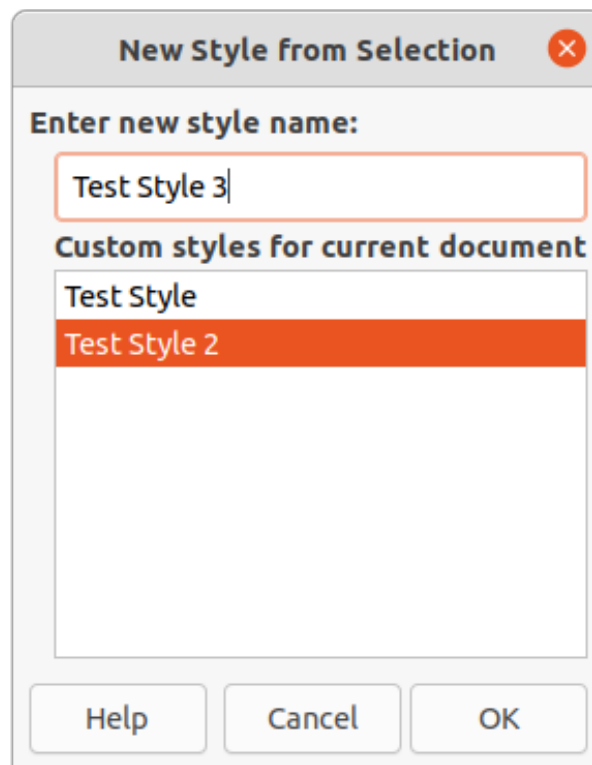 New Style from Selection
Enter new style name:
Test Style 3
Custom styles for current document
Test Style
Test Style 2
Help Cancel OK